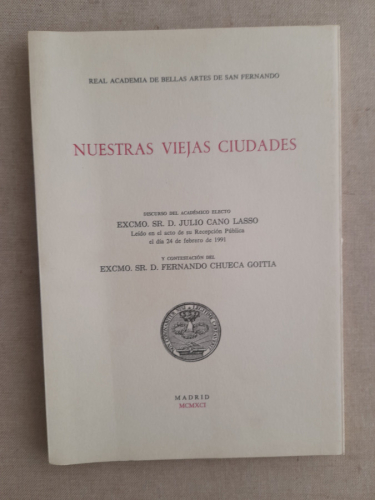 REAL ACADEMIA DE BELLAS ARTES DE SAN FERNANDO
NUESTRAS VIEJAS CIUDADES
DISCURSO DEL ACADÉMICO ELECTO
EXCMO. SR. D. JULIO CANO LASSO
Leído en el acto de su Recepción Pública
el día 24 de febrero de 1991
Y CONTESTACIÓN DEL
EXCMO. SR. D. FERNANDO CHUECA GOITIA
MADRID
MCMXCI